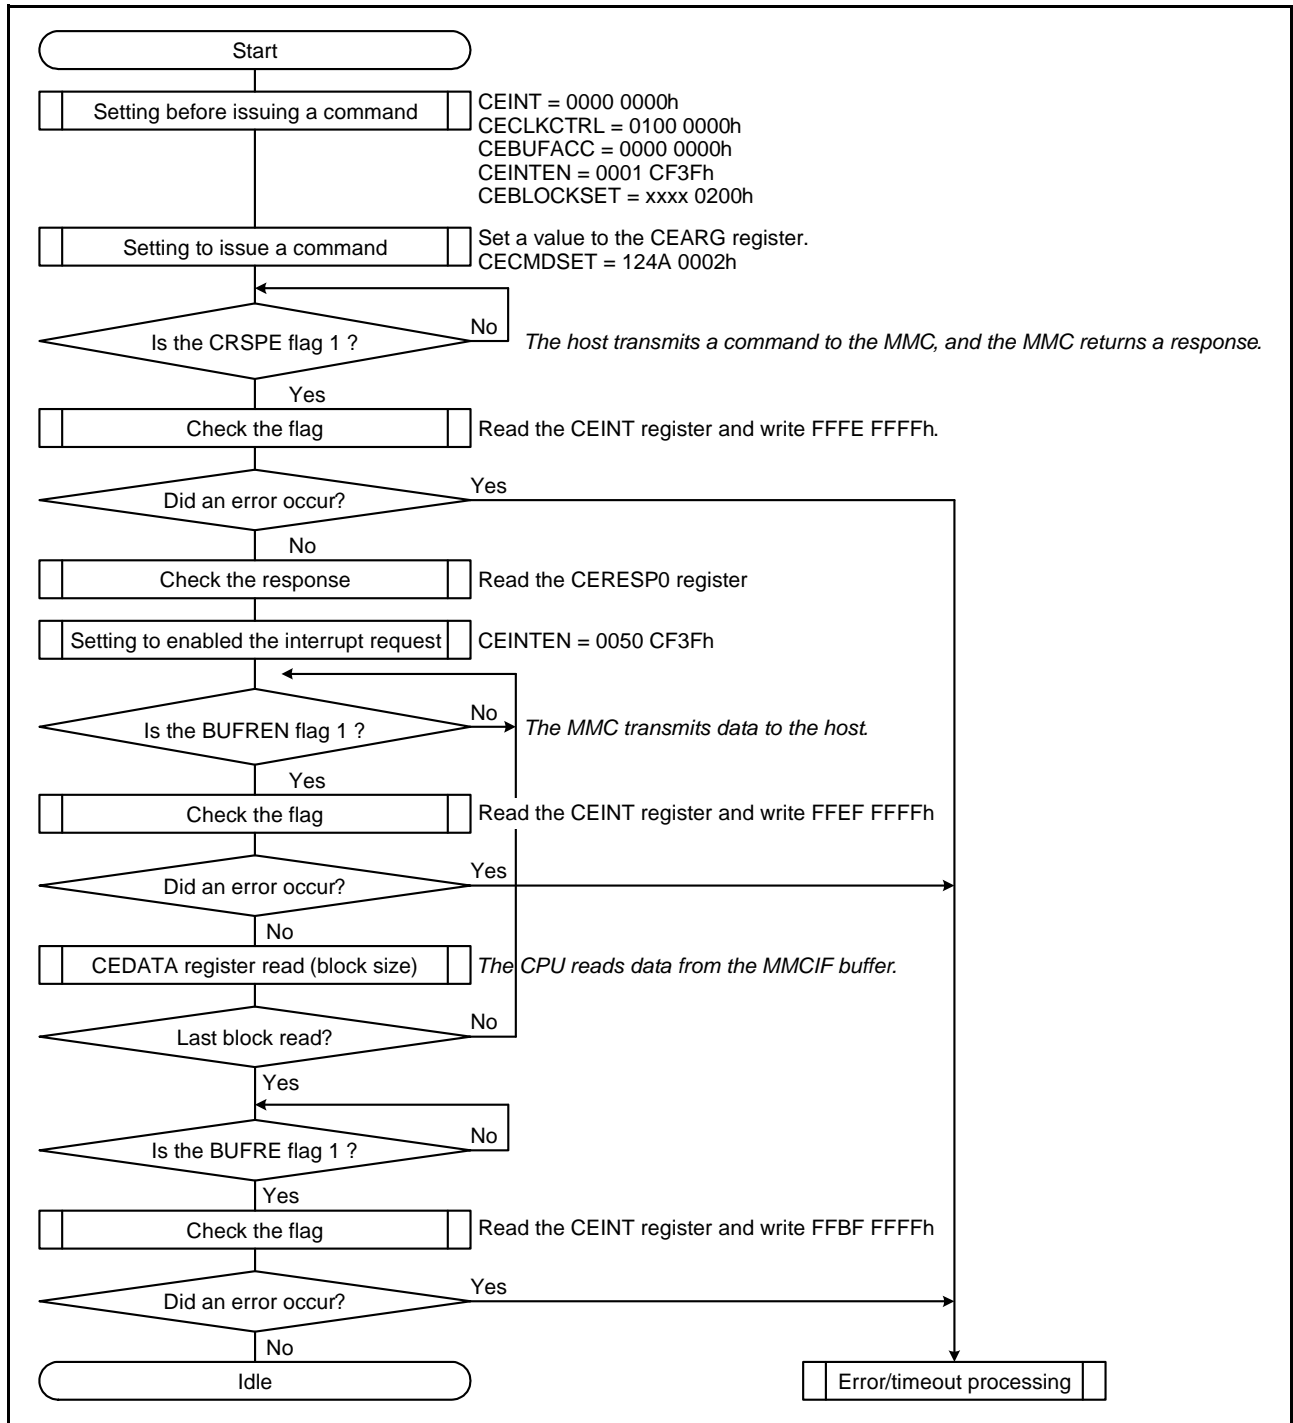 Start
Setting before issuing a command
CEINT = 0000 0000h
CECLKCTRL = 0100 0000h
CEBUFACC = 0000 0000h
CEINTEN = 0001 CF3Fh
CEBLOCKSET = xxxx 0200h
Setting to issue a command
Set a value to the CEARG register.
CECMDSET = 124A 0002h
Is the CRSPE flag 1 ?
No
The host transmits a command to the MMC, and the MMC returns a response.
Yes
Check the flag
Read the CEINT register and write FFFE FFFFh.
Did an error occur?
Yes
No
Check the response
Read the CERESP0 register
Setting to enabled the interrupt request
CEINTEN = 0050 CF3Fh
Is the BUFREN flag 1 ?
No
The MMC transmits data to the host.
Yes
Check the flag
Read the CEINT register and write FFEF FFFFh
Did an error occur?
Yes
No
CEDATA register read (block size)
The CPU reads data from the MMCIF buffer.
Last block read?
No
Yes
Is the BUFRE flag 1 ?
No
Yes
Check the flag
Read the CEINT register and write FFBF FFFFh
Did an error occur?
Yes
No
Idle
Error/timeout processing